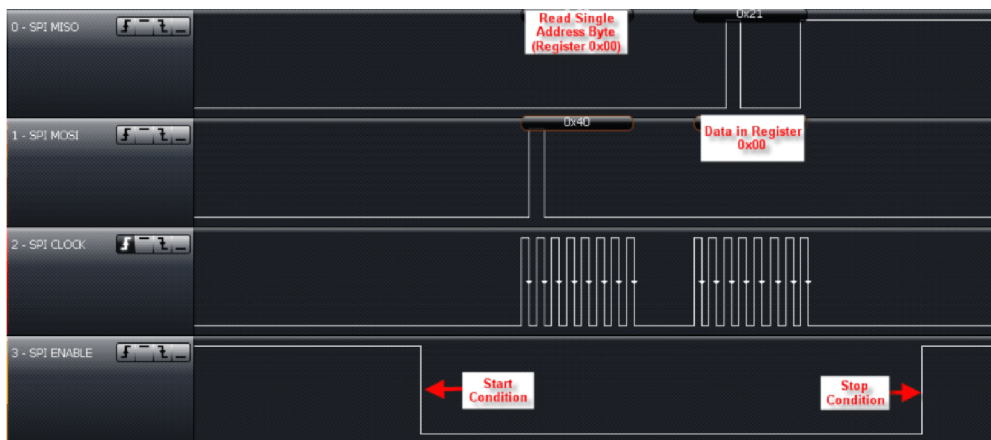 0 - SPI MISO
Read Single
Address Byte
(Register 0x00)
0x21
1 - SPI MOSI
0x40
Data in Register
0x00
2 - SPI CLOCK
3 - SPI ENABLE
Start
Condition
Stop
Condition